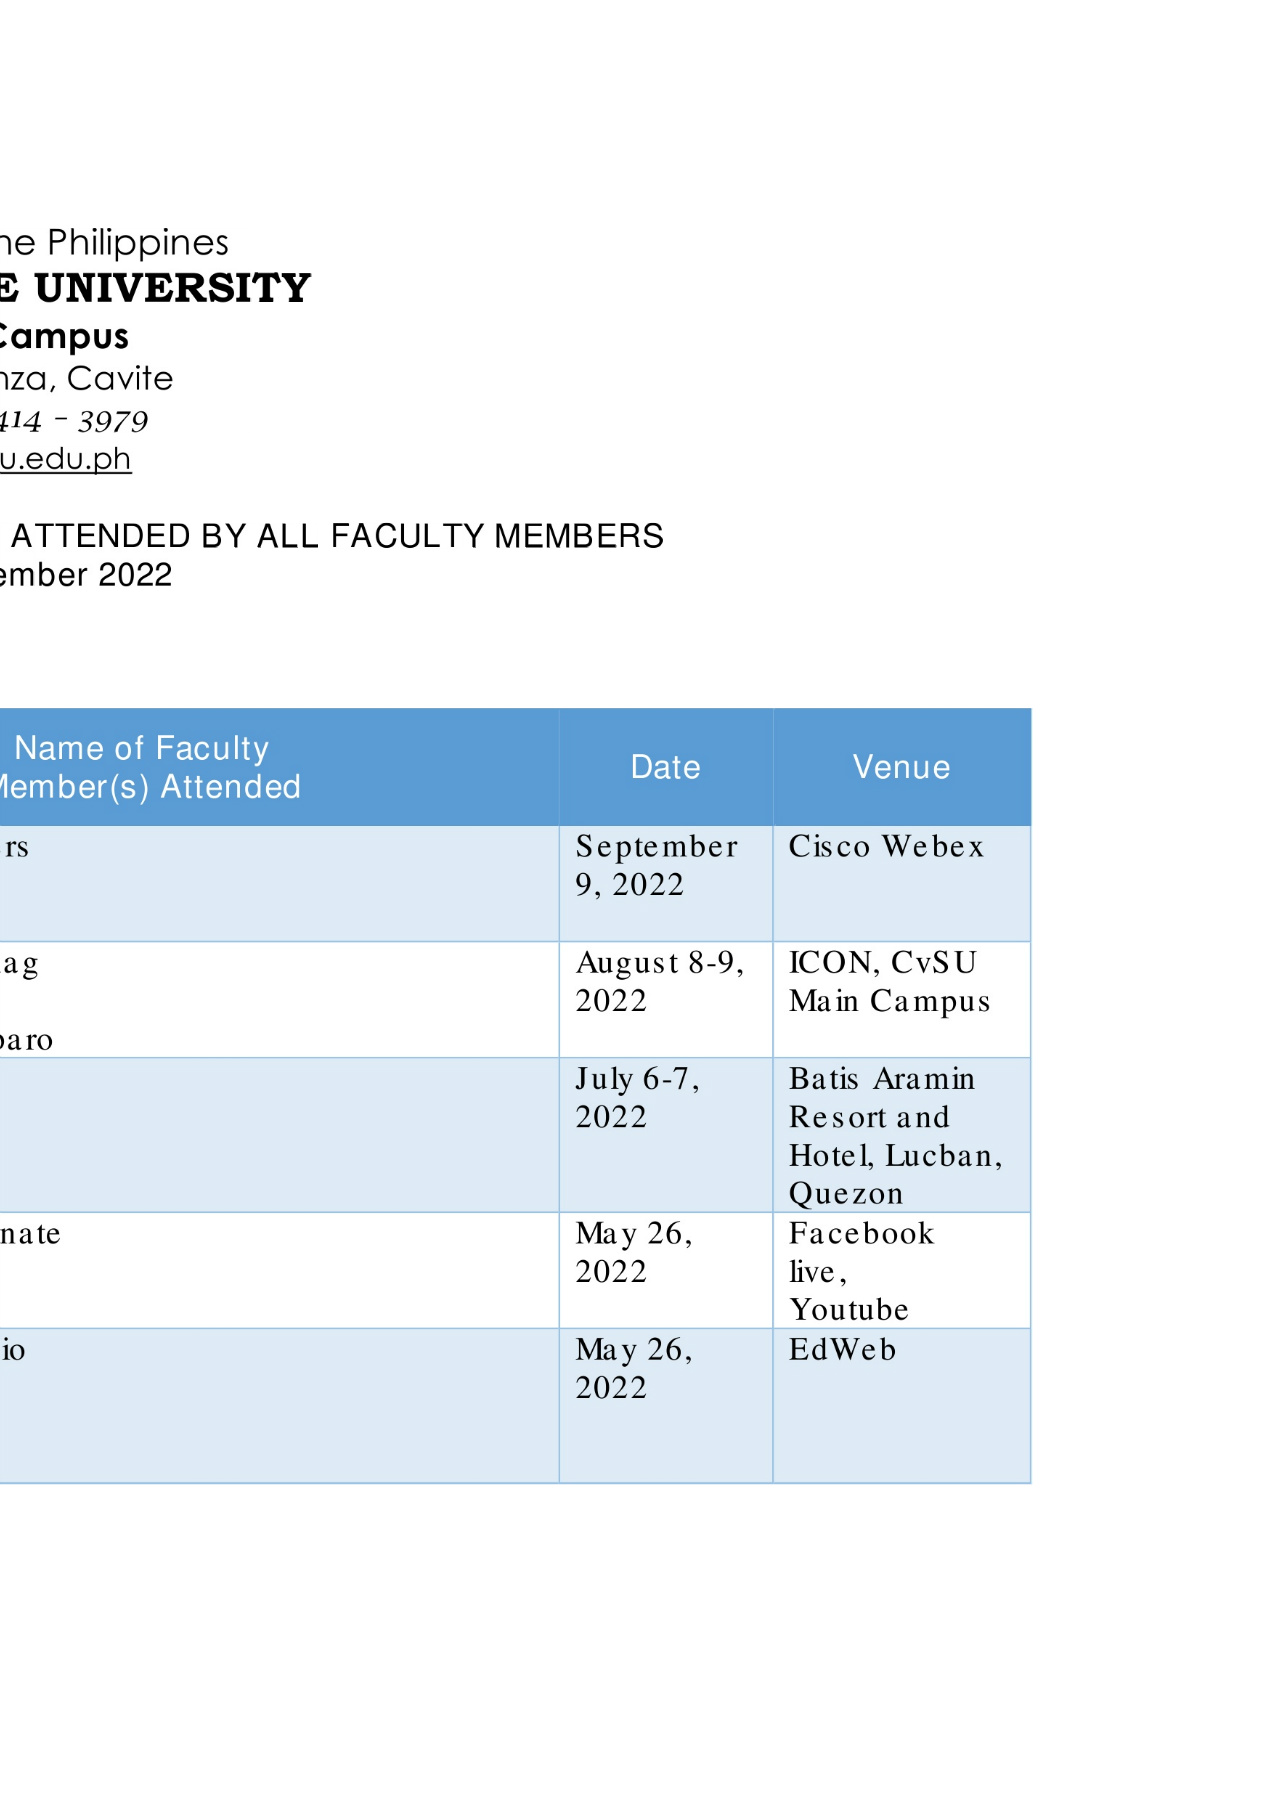 he Philippines
E UNIVERSITY
Campus
nza, Cavite
414 – 3979
u.edu.ph
ATTENDED BY ALL FACULTY MEMBERS
ember 2022
Name of Faculty
Member(s) Attended
Date
Venue
rs
September
9, 2022
Cisco Webex
ag
paro
August 8-9,
2022
ICON, CvSU
Main Campus
July 6-7,
2022
Batis Aramin
Resort and
Hotel, Lucban,
Quezon
nate
May 26,
2022
Facebook
live,
Youtube
io
May 26,
2022
EdWeb